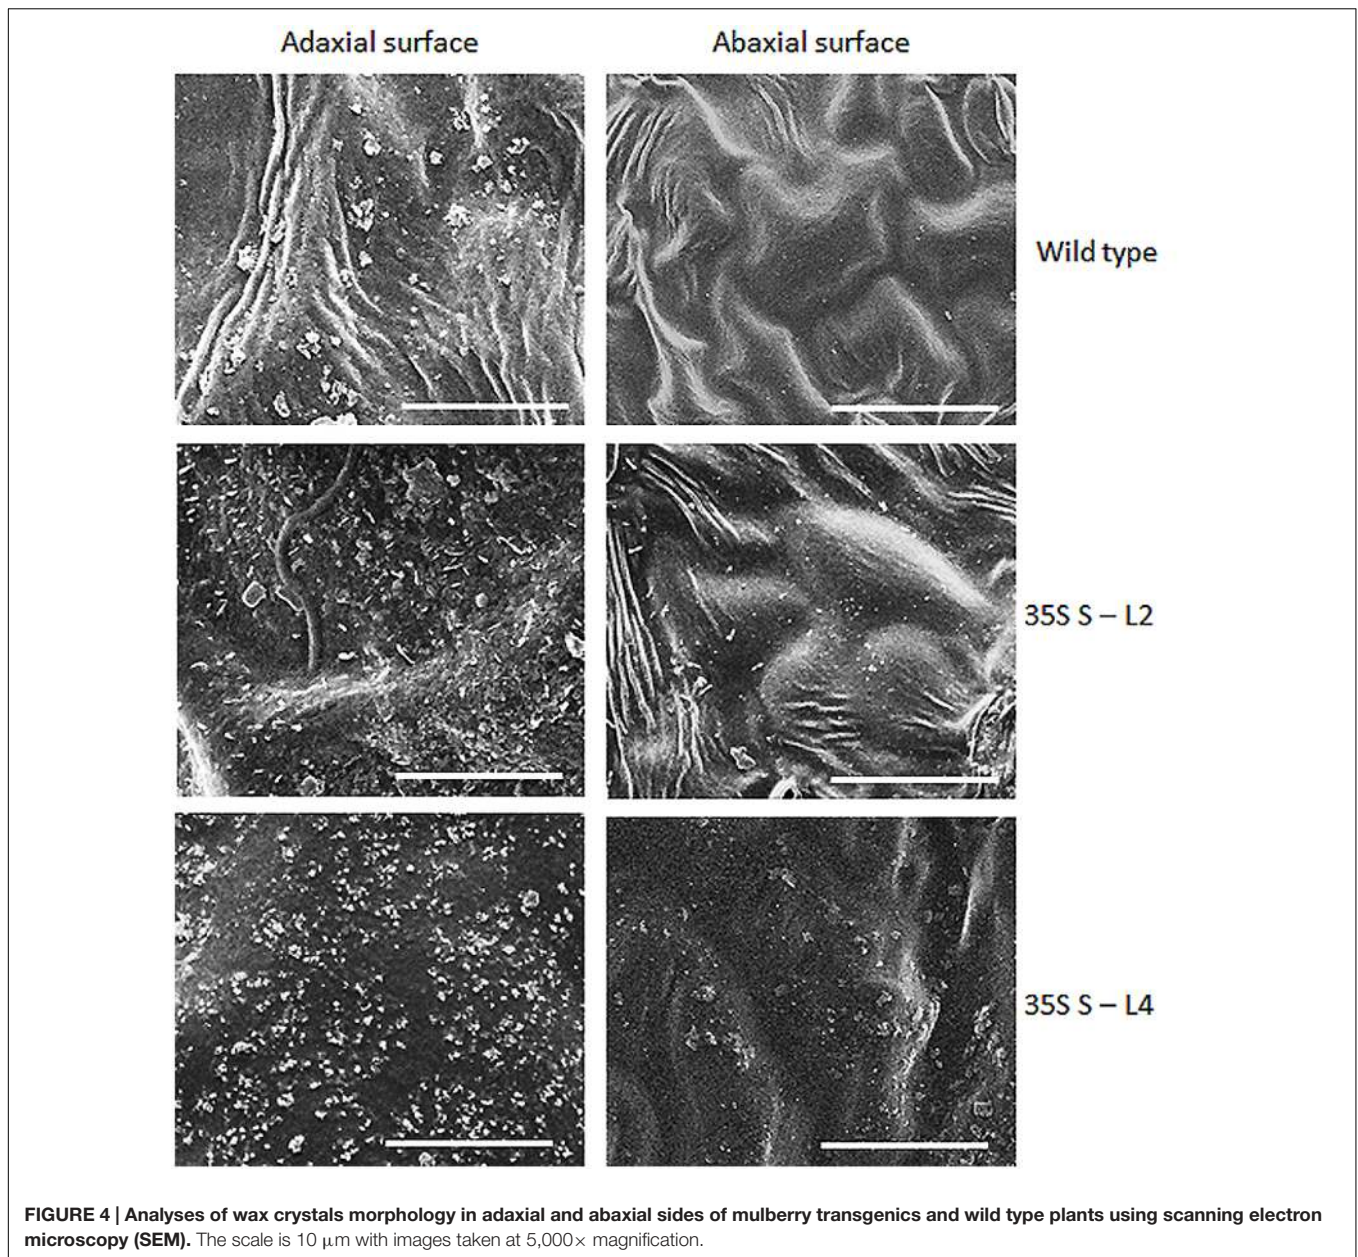 Adaxial surface
Abaxial surface
Wild type
35S S – L2
35S S – L4
FIGURE 4 | Analyses of wax crystals morphology in adaxial and abaxial sides of mulberry transgenics and wild type plants using scanning electron
microscopy (SEM). The scale is 10 μm with images taken at 5,000× magnification.